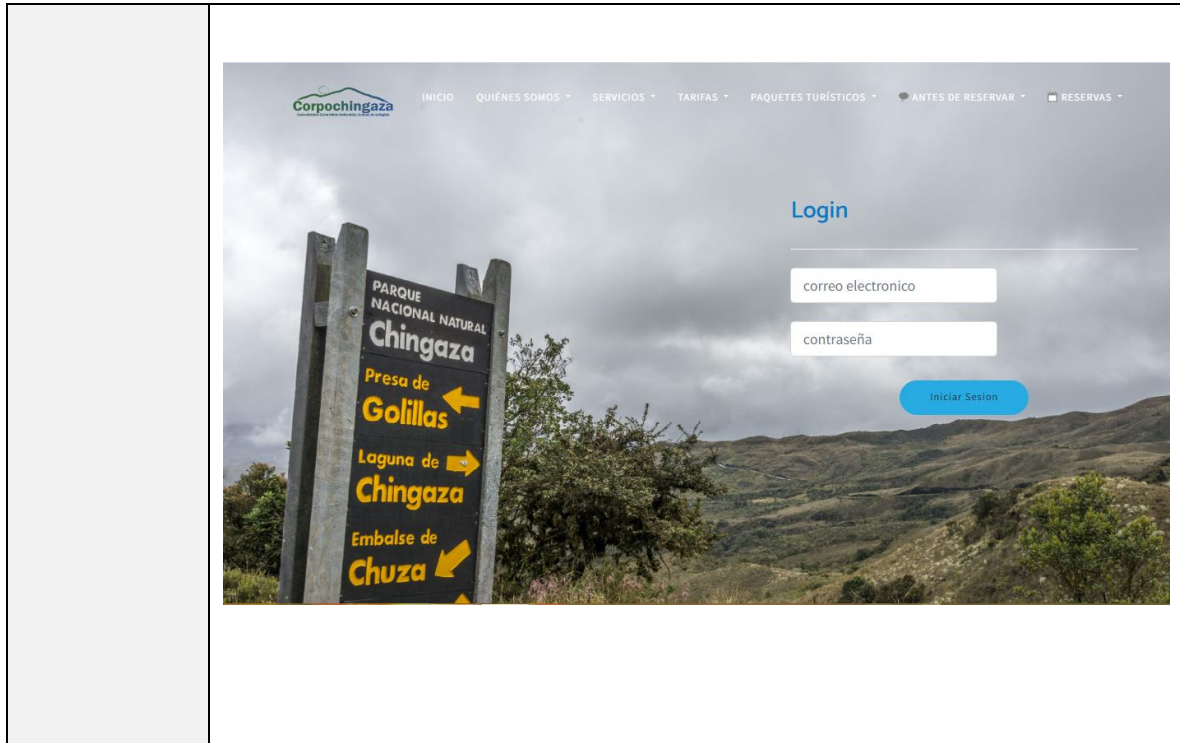 Corpochingaza
INICIO QUIÉNES SOMOS SERVICIOS TARIFAS PAQUETES TURÍSTICOS ANTES DE RESERVAR RESERVAS
Login
correo electronico
contraseña
Iniciar Sesion
PARQUE
NACIONAL NATURAL
Chingaza
Presa de
Golillas
Laguna de
Chingaza
Embalse de
Chuza